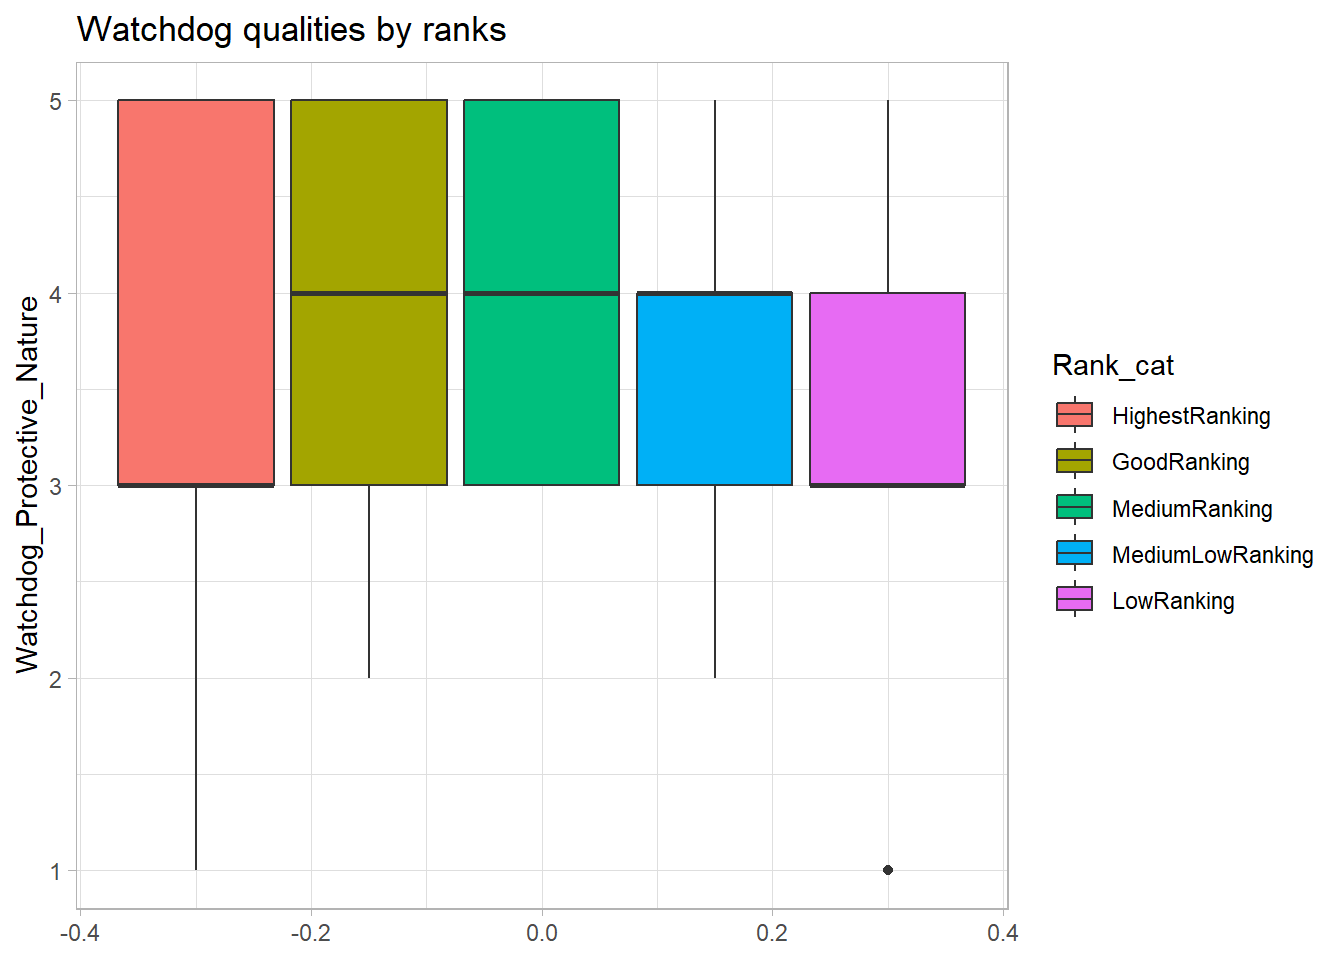 Watchdog qualities by ranks
Watchdog_Protective_Nature
5
4
3
2
1
-0.4
-0.2
0.0
0.2
0.4
Rank_cat
HighestRanking
GoodRanking
MediumRanking
MediumLowRanking
LowRanking